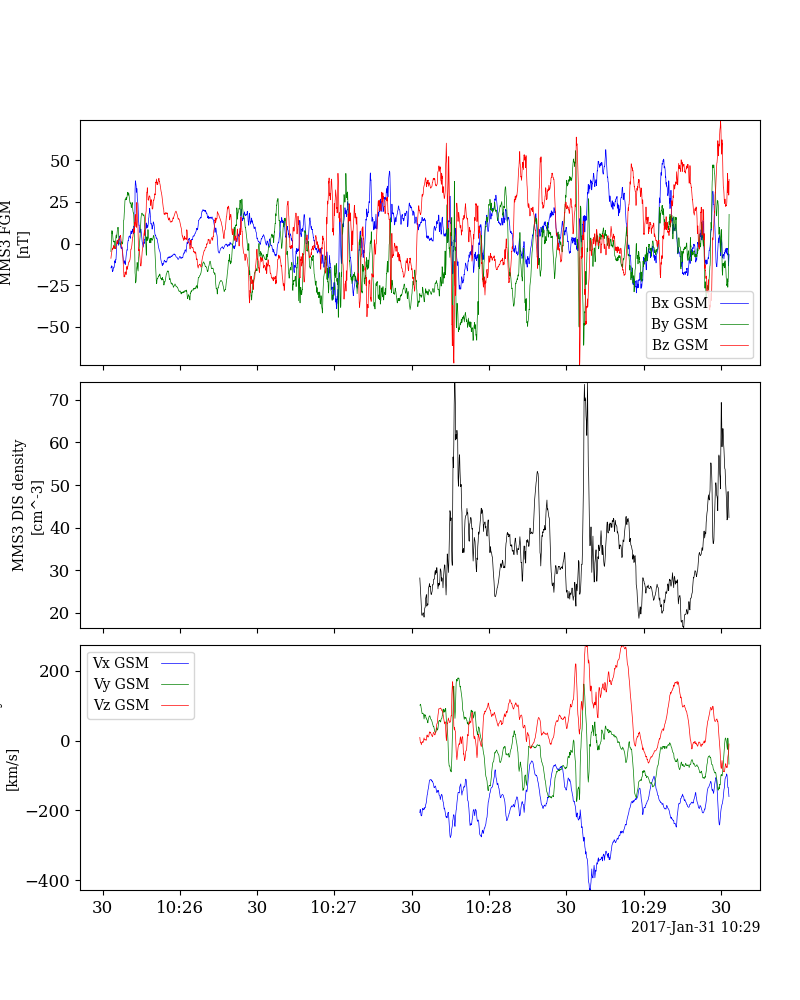 MMS3 FGM
[nT]
50
25
0
−25
−50
Bx GSM
By GSM
Bz GSM
MMS3 DIS density
[cm^-3]
70
60
50
40
30
20
[km/s]
200
0
−200
−400
Vx GSM
Vy GSM
Vz GSM
30 10:26 30 10:27 30 10:28 30 10:29 30
2017-Jan-31 10:29